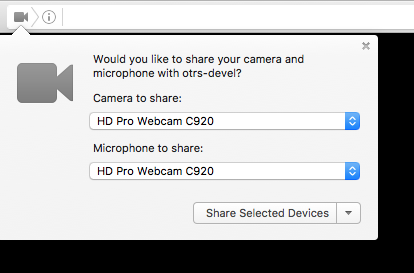 Would you like to share your camera and
microphone with otrs-devel?
Camera to share:
HD Pro Webcam C920
Microphone to share:
HD Pro Webcam C920
Share Selected Devices